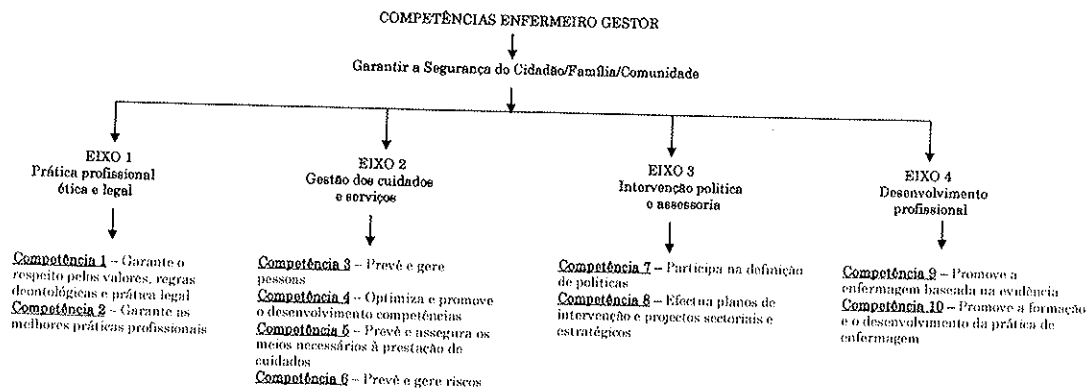 COMPETÊNCIAS ENFERMEIRO GESTOR
Garantir a Segurança do Cidadão/Família/Comunidade
EIXO 1
Prática profissional
ética e legal
Competência 1 – Garante o
respeito pelos valores, regras
deontológicas e prática legal
Competência 2 – Garante as
melhores práticas profissionais
EIXO 2
Gestão dos cuidados
e serviços
Competência 3 – Prevê e gere
pessoas
Competência 4 – Optimiza e promove
o desenvolvimento competências
Competência 5 – Prevê e assegura os
meios necessários à prestação de
cuidados
Competência 6 – Prevê e gere riscos
EIXO 3
Intervenção política
e assessoria
Competência 7 – Participa na definição
de políticas
Competência 8 – Efectua planos de
intervenção e projectos sectoriais e
estratégicos
EIXO 4
Desenvolvimento
profissional
Competência 9 – Promove a
enfermagem baseada na evidência
Competência 10 – Promove a formação
e o desenvolvimento da prática de
enfermagem